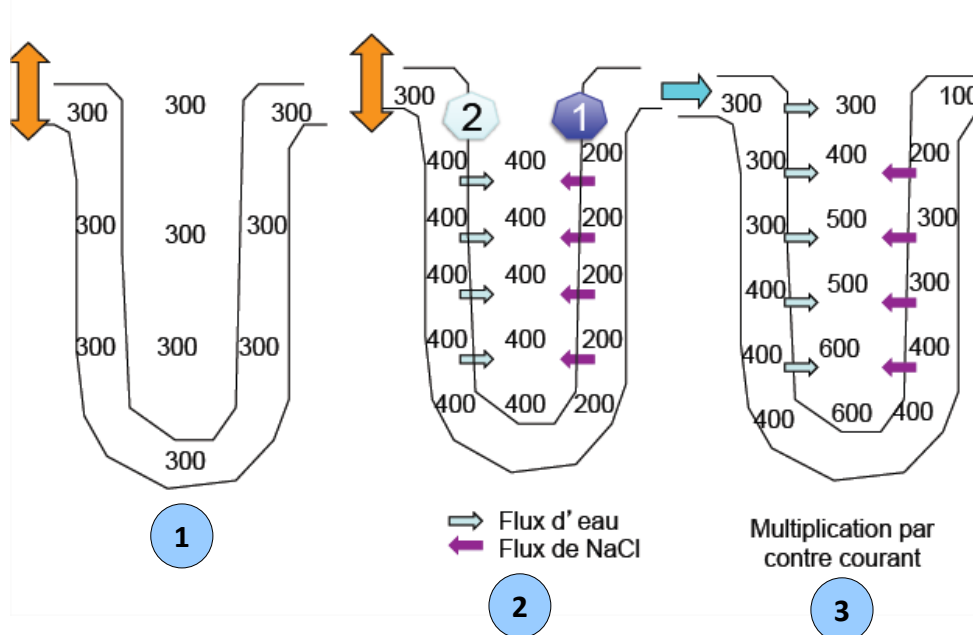 300 300 300
300 300 300
300 300 300
300
1
300 2 1
400 400 200
400 400 200
400 400 200
400 400 200
400 400 200
Flux d' eau
Flux de NaCl
2
300 300 100
300 400 200
300 500 300
400 500 300
400 600 400
400 600 400
Multiplication par
contre courant
3